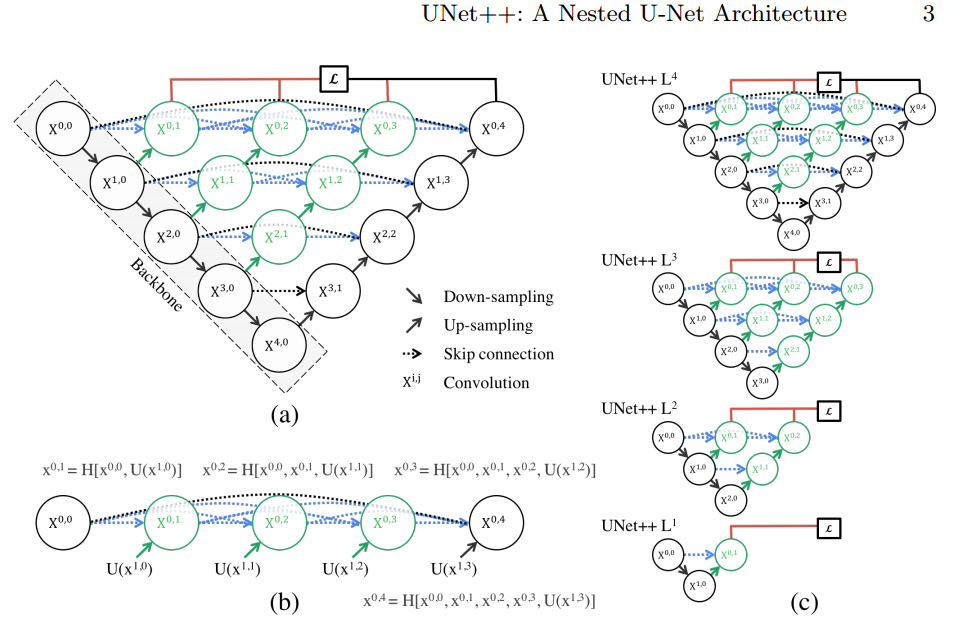 UNet++: A Nested U-Net Architecture 3
ℒ
X^0,0 X^0,1 X^0,2 X^0,3 X^0,4
X^1,0 X^1,1 X^1,2 X^1,3
X^2,0 X^2,1 X^2,2
X^3,0 X^3,1
X^4,0
Backbone
Down-sampling
Up-sampling
Skip connection
X^i,j Convolution
(a)
x^0,1 = H[x^0,0, U(x^1,0)] x^0,2 = H[x^0,0, x^0,1, U(x^1,1)] x^0,3 = H[x^0,0, x^0,1, x^0,2, U(x^1,2)]
X^0,0 X^0,1 X^0,2 X^0,3 X^0,4
U(x^1,0) U(x^1,1) U(x^1,2) U(x^1,3)
(b)
x^0,4 = H[x^0,0, x^0,1, x^0,2, x^0,3, U(x^1,3)]
UNet++ L^4
ℒ
X^0,0 X^0,1 X^0,2 X^0,3 X^0,4
X^1,0 X^1,1 X^1,2 X^1,3
X^2,0 X^2,1 X^2,2
X^3,0 X^3,1
X^4,0
UNet++ L^3
ℒ
X^0,0 X^0,1 X^0,2 X^0,3
X^1,0 X^1,1 X^1,2
X^2,0 X^2,1
X^3,0
UNet++ L^2
ℒ
X^0,0 X^0,1 X^0,2
X^1,0 X^1,1
X^2,0
UNet++ L^1
ℒ
X^0,0 X^0,1
X^1,0
(c)